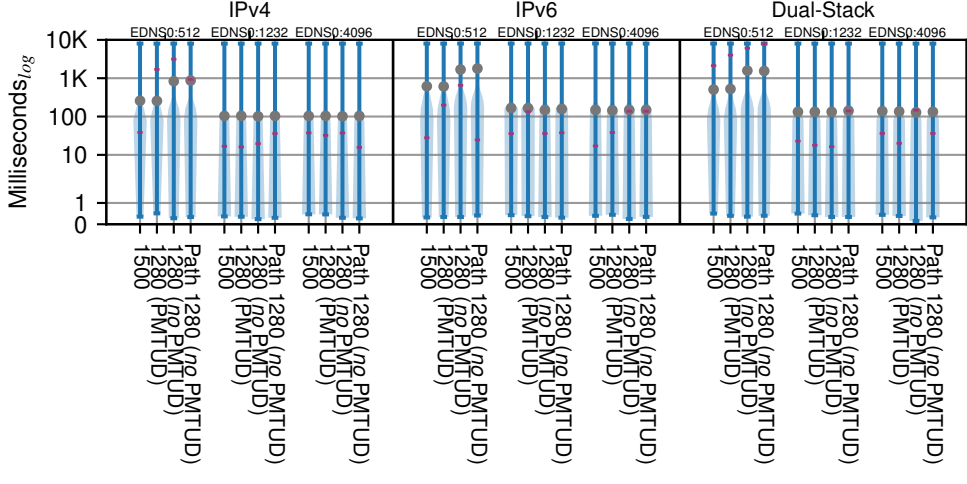 IPv4 IPv6 Dual-Stack
EDNS0:512 EDNS0:1232 EDNS0:4096 EDNS0:512 EDNS0:1232 EDNS0:4096 EDNS0:512 EDNS0:1232 EDNS0:4096
Milliseconds_log
10K
1K
100
10
1
0
1500
1280 (PMTUD)
1280 (no PMTUD)
Path 1280 (no PMTUD)
1500
1280 (PMTUD)
1280 (no PMTUD)
Path 1280 (no PMTUD)
1500
1280 (PMTUD)
1280 (no PMTUD)
Path 1280 (no PMTUD)
1500
1280 (PMTUD)
1280 (no PMTUD)
Path 1280 (no PMTUD)
1500
1280 (PMTUD)
1280 (no PMTUD)
Path 1280 (no PMTUD)
1500
1280 (PMTUD)
1280 (no PMTUD)
Path 1280 (no PMTUD)
1500
1280 (PMTUD)
1280 (no PMTUD)
Path 1280 (no PMTUD)
1500
1280 (PMTUD)
1280 (no PMTUD)
Path 1280 (no PMTUD)
1500
1280 (PMTUD)
1280 (no PMTUD)
Path 1280 (no PMTUD)